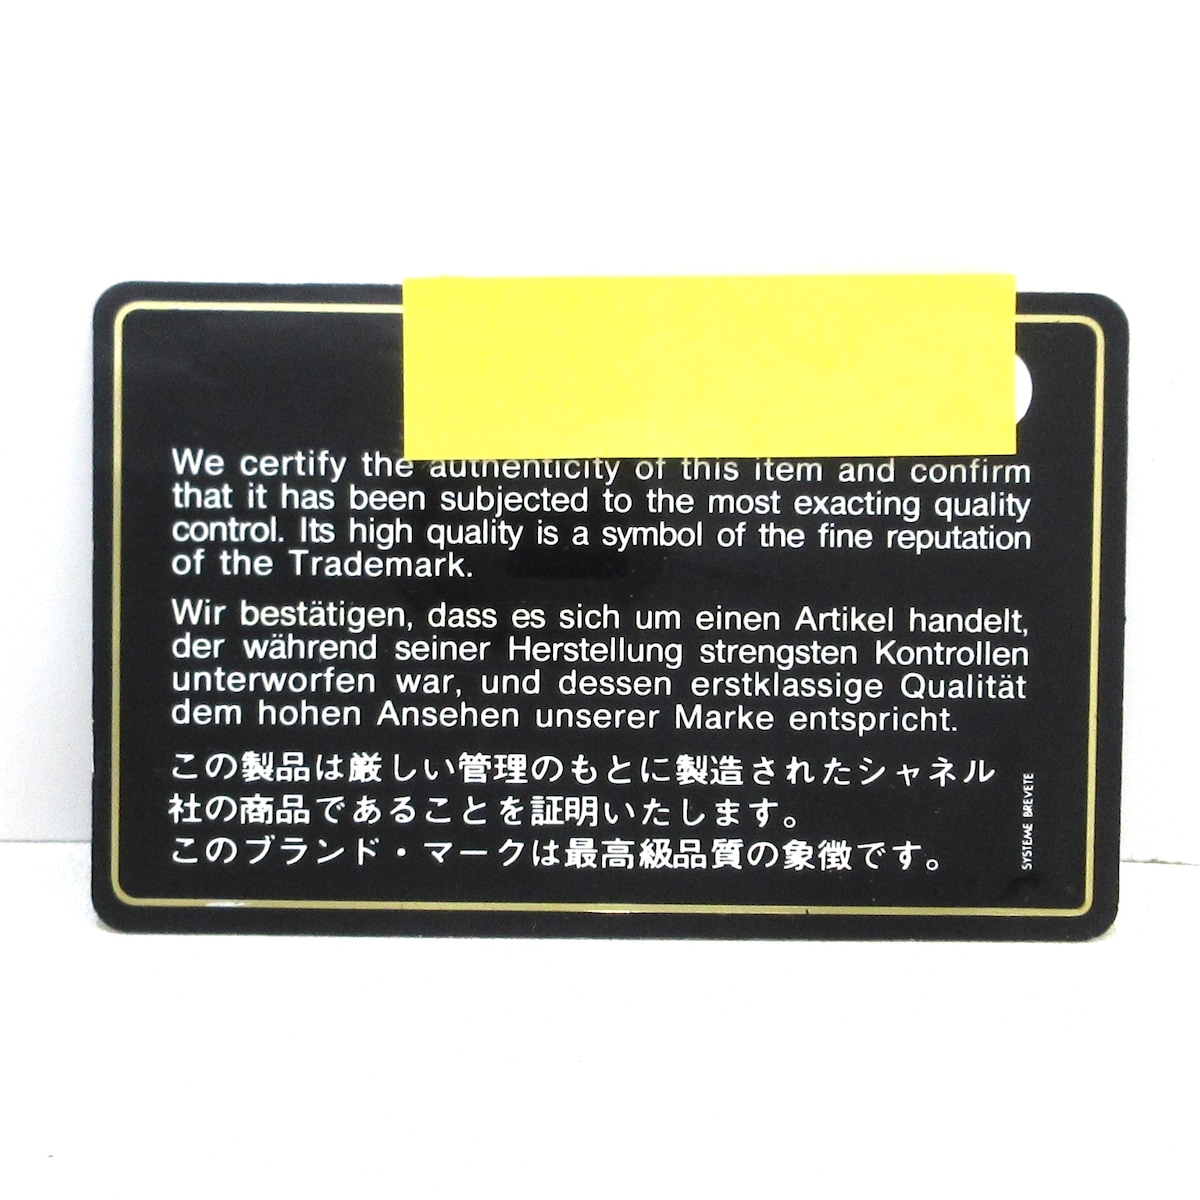 We certify the authenticity of this item and confirm
that it has been subjected to the most exacting quality
control. Its high quality is a symbol of the fine reputation
of the Trademark.
Wir bestätigen, dass es sich um einen Artikel handelt,
der während seiner Herstellung strengsten Kontrollen
unterworfen war, und dessen erstklassige Qualität
dem hohen Ansehen unserer Marke entspricht.
この製品は厳しい管理のもとに製造されたシャネル
社の商品であることを証明いたします。
このブランド・マークは最高級品質の象徴です。
SYSTEME BREVETE